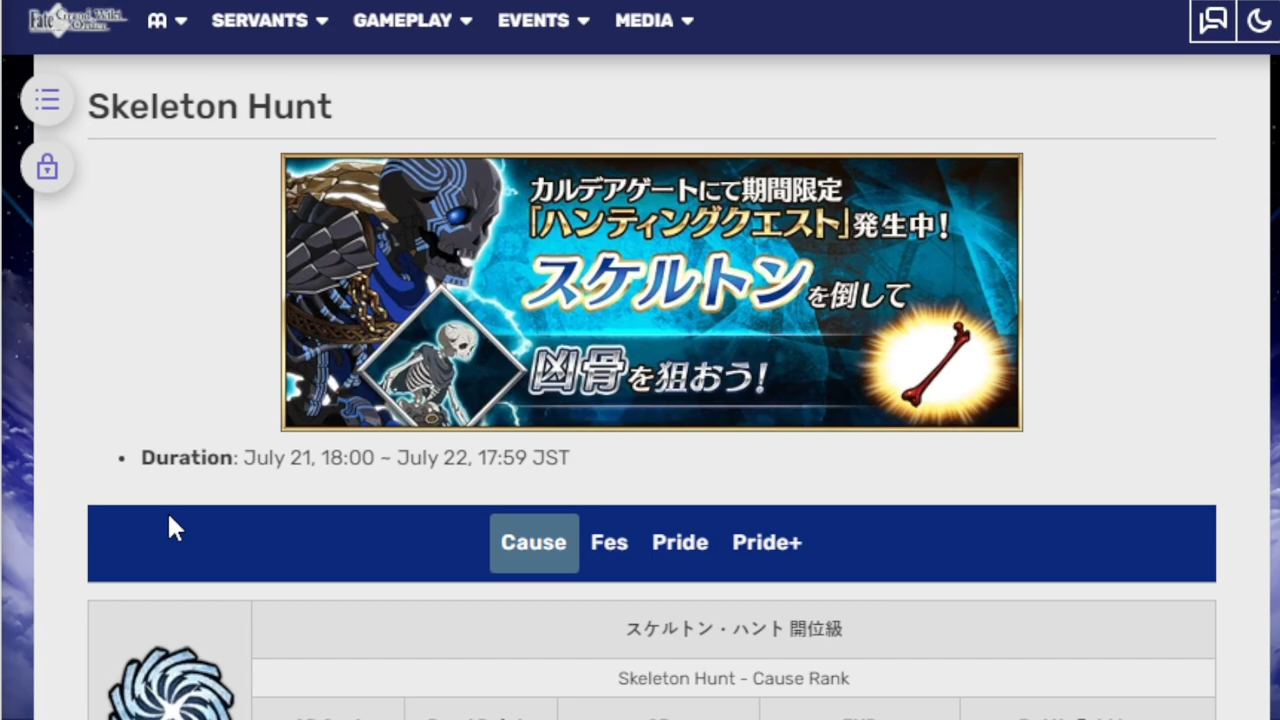 Fate Grand Order Wiki
SERVANTS
GAMEPLAY
EVENTS
MEDIA
Skeleton Hunt
カルデアゲートにて期間限定
「ハンティングクエスト」発生中!
スケルトンを倒して
凶骨を狙おう!
• Duration: July 21, 18:00 ~ July 22, 17:59 JST
Cause Fes Pride Pride+
スケルトン・ハント 開位級
Skeleton Hunt - Cause Rank